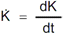 K̇ = dK
dt